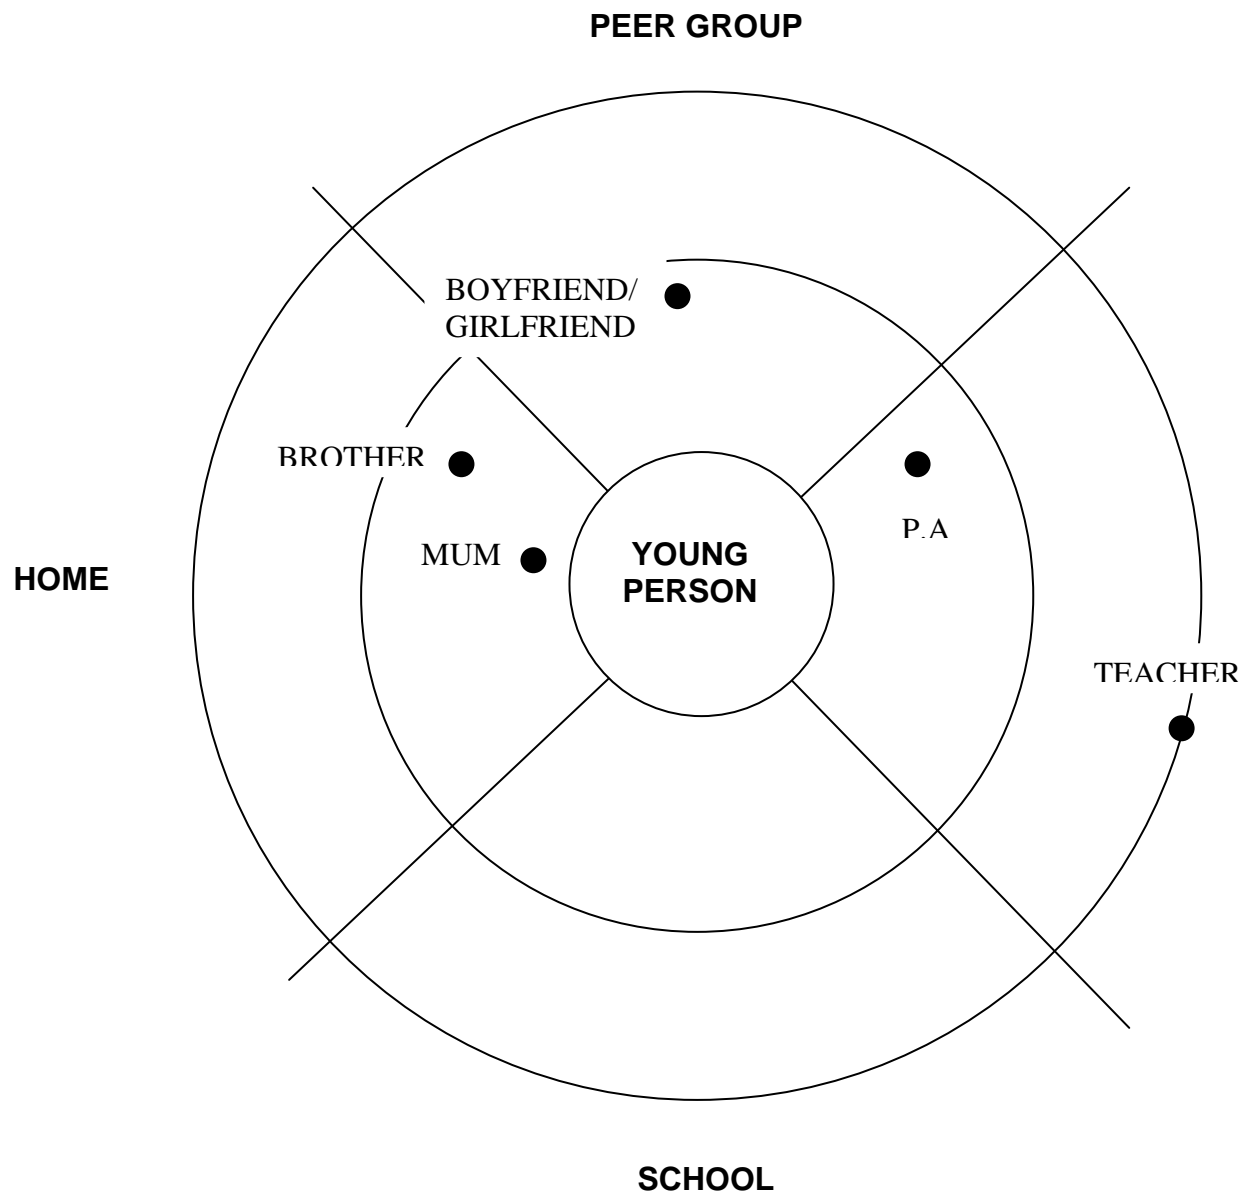 PEER GROUP
BOYFRIEND/
GIRLFRIEND
BROTHER
MUM
YOUNG
PERSON
P.A
HOME
TEACHER
SCHOOL